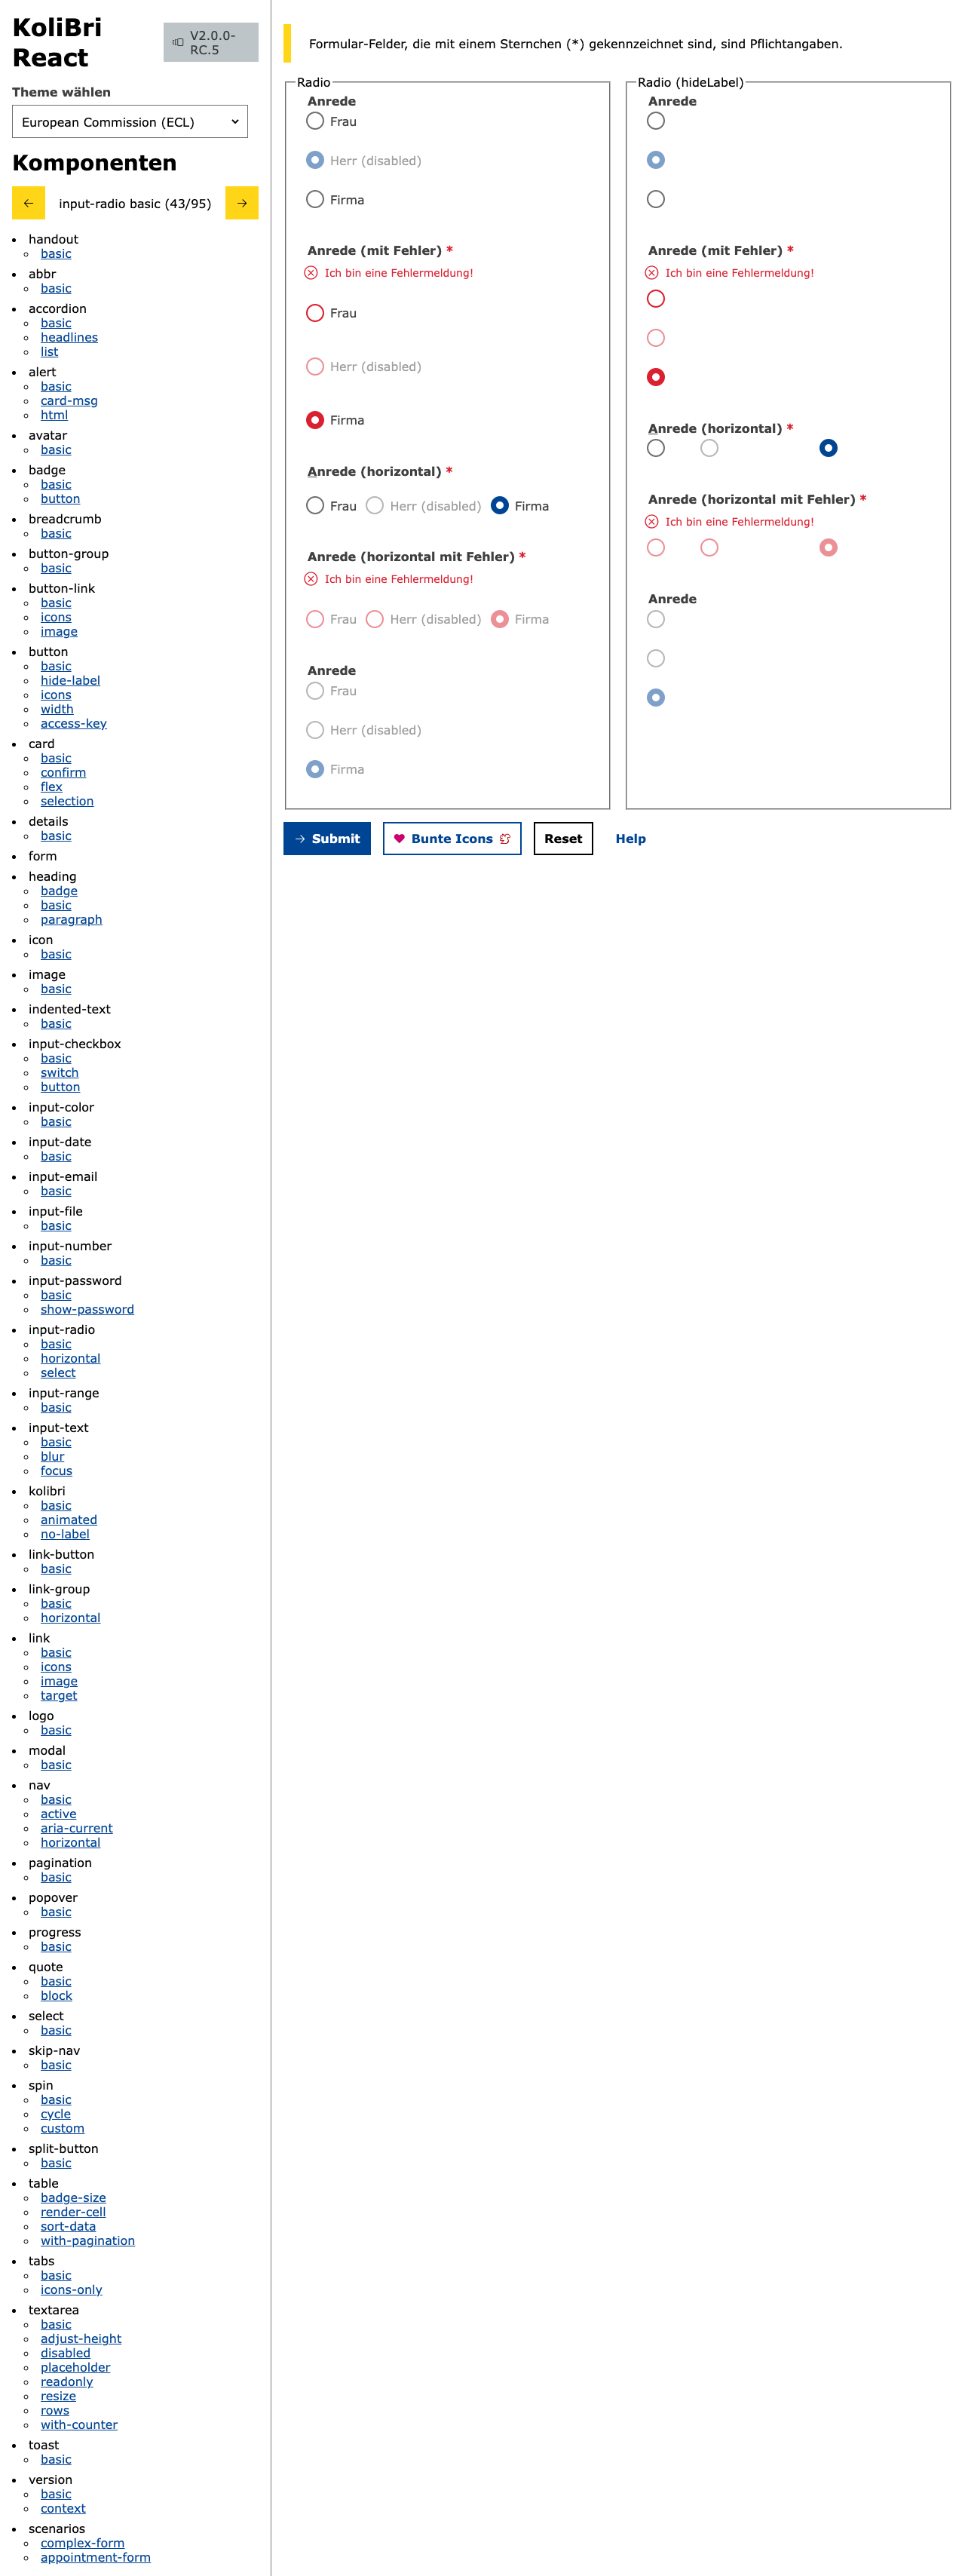 KoliBri
React
V2.0.0-
RC.5
Theme wählen
European Commission (ECL)
Komponenten
input-radio basic (43/95)
handout
basic
abbr
basic
accordion
basic
headlines
list
alert
basic
card-msg
html
avatar
basic
badge
basic
button
breadcrumb
basic
button-group
basic
button-link
basic
icons
image
button
basic
hide-label
icons
width
access-key
card
basic
confirm
flex
selection
details
basic
form
heading
badge
basic
paragraph
icon
basic
image
basic
indented-text
basic
input-checkbox
basic
switch
button
input-color
basic
input-date
basic
input-email
basic
input-file
basic
input-number
basic
input-password
basic
show-password
input-radio
basic
horizontal
select
input-range
basic
input-text
basic
blur
focus
kolibri
basic
animated
no-label
link-button
basic
link-group
basic
horizontal
link
basic
icons
image
target
logo
basic
modal
basic
nav
basic
active
aria-current
horizontal
pagination
basic
popover
basic
progress
basic
quote
basic
block
select
basic
skip-nav
basic
spin
basic
cycle
custom
split-button
basic
table
badge-size
render-cell
sort-data
with-pagination
tabs
basic
icons-only
textarea
basic
adjust-height
disabled
placeholder
readonly
resize
rows
with-counter
toast
basic
version
basic
context
scenarios
complex-form
appointment-form
Formular-Felder, die mit einem Sternchen (*) gekennzeichnet sind, sind Pflichtangaben.
Radio
Anrede
Frau
Herr (disabled)
Firma
Anrede (mit Fehler) *
Ich bin eine Fehlermeldung!
Frau
Herr (disabled)
Firma
Anrede (horizontal) *
Frau Herr (disabled) Firma
Anrede (horizontal mit Fehler) *
Ich bin eine Fehlermeldung!
Frau Herr (disabled) Firma
Anrede
Frau
Herr (disabled)
Firma
Radio (hideLabel)
Anrede
Anrede (mit Fehler) *
Ich bin eine Fehlermeldung!
Anrede (horizontal) *
Anrede (horizontal mit Fehler) *
Ich bin eine Fehlermeldung!
Anrede
Submit Bunte Icons Reset Help